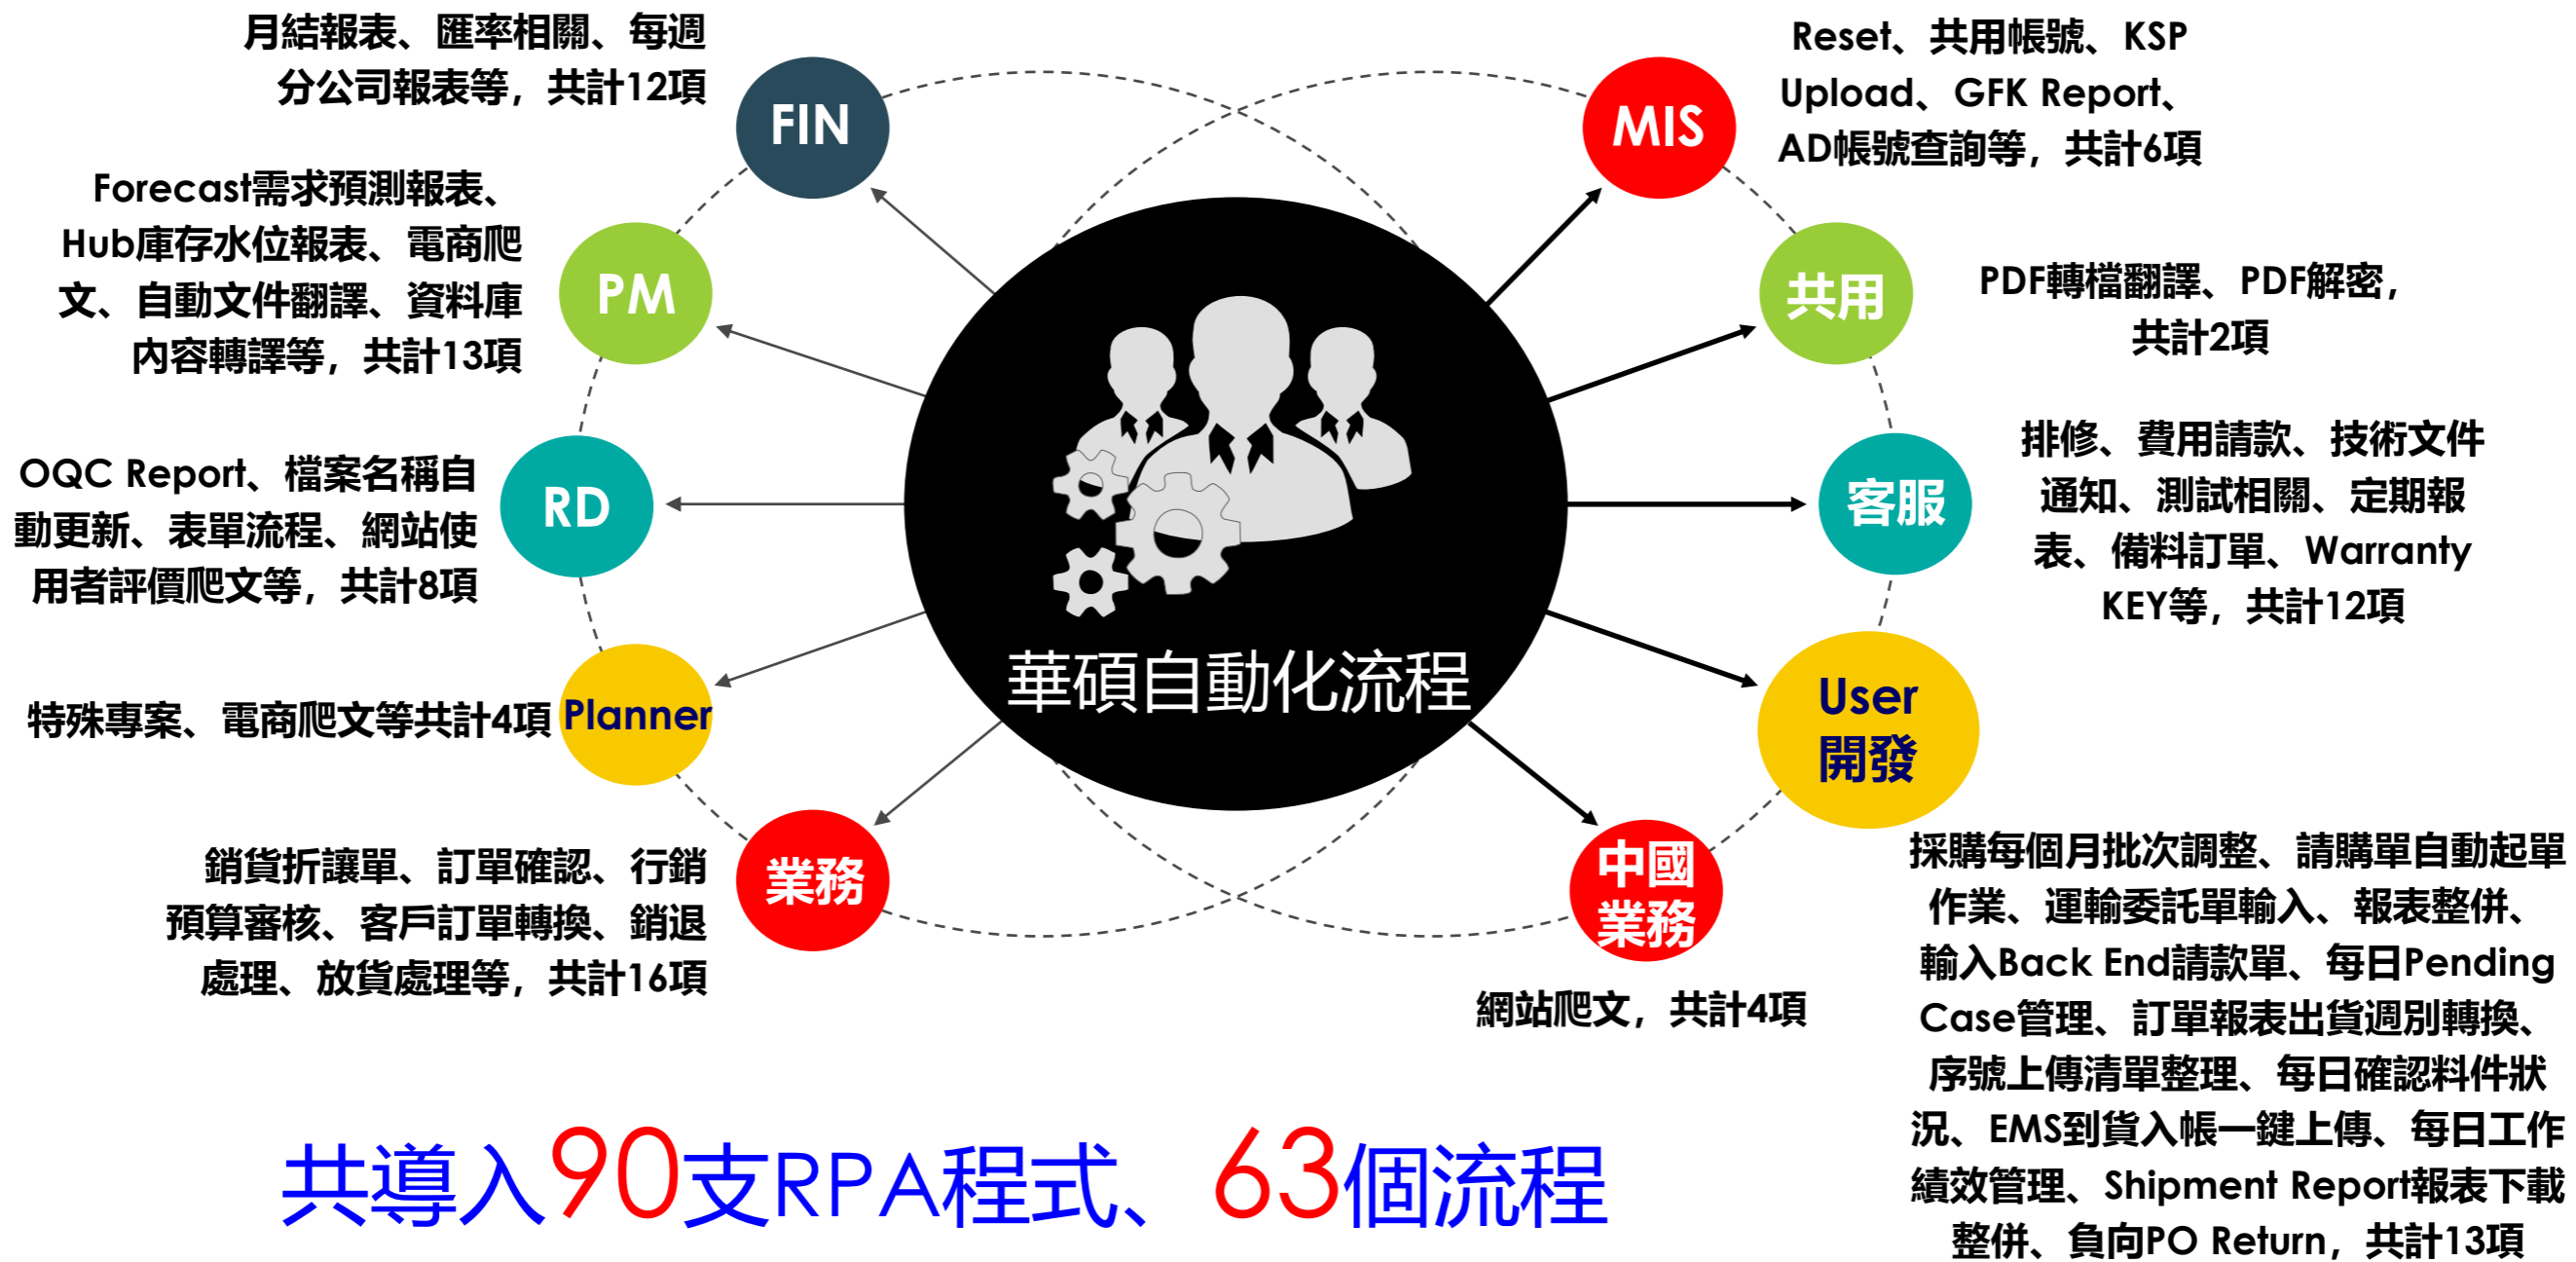 月結報表、匯率相關、每週
分公司報表等，共計12項
FIN
Forecast需求預測報表、
Hub庫存水位報表、電商爬
文、自動文件翻譯、資料庫
內容轉譯等，共計13項
PM
OQC Report、檔案名稱自
動更新、表單流程、網站使
用者評價爬文等，共計8項
RD
特殊專案、電商爬文等共計4項
Planner
銷貨折讓單、訂單確認、行銷
預算審核、客戶訂單轉換、銷退
處理、放貨處理等，共計16項
業務
華碩自動化流程
MIS
Reset、共用帳號、KSP
Upload、GFK Report、
AD帳號查詢等，共計6項
共用
PDF轉檔翻譯、PDF解密，
共計2項
客服
排修、費用請款、技術文件
通知、測試相關、定期報
表、備料訂單、Warranty
KEY等，共計12項
User
開發
採購每個月批次調整、請購單自動起單
作業、運輸委託單輸入、報表整併、
輸入Back End請款單、每日Pending
Case管理、訂單報表出貨週別轉換、
序號上傳清單整理、每日確認料件狀
況、EMS到貨入帳一鍵上傳、每日工作
績效管理、Shipment Report報表下載
整併、負向PO Return，共計13項
中國
業務
網站爬文，共計4項
共導入90支RPA程式、63個流程